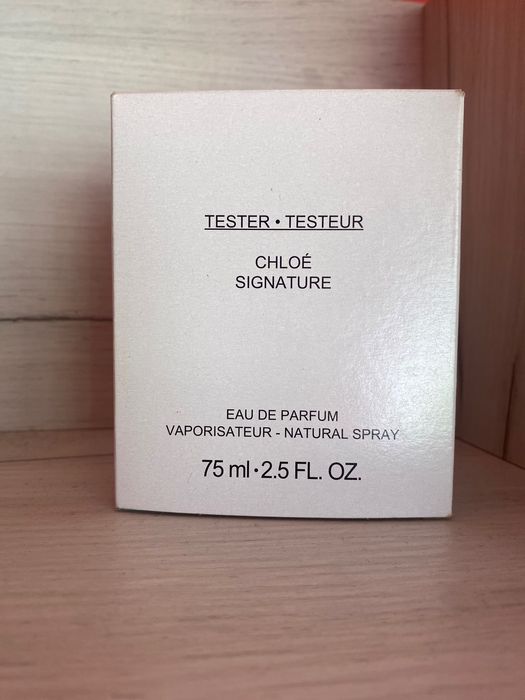 TESTER • TESTEUR
CHLOÉ
SIGNATURE
EAU DE PARFUM
VAPORISATEUR - NATURAL SPRAY
75 ml • 2.5 FL. OZ.